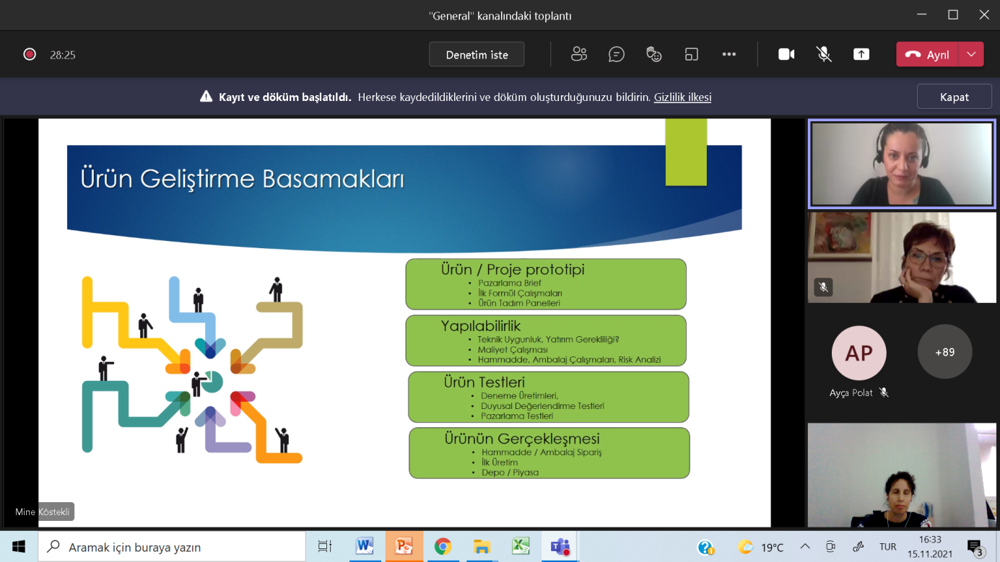 "General" kanalındaki toplantı
28:25
Denetim iste
Ayrıl
Kayıt ve döküm başlatıldı. Herkese kaydedildiklerini ve döküm oluşturduğunuzu bildirin. Gizlilik ilkesi
Kapat
Ürün Geliştirme Basamakları
Ürün / Proje prototipi
• Pazarlama Brief
• İlk Formül Çalışmaları
• Ürün Tadım Panelleri
Yapılabilirlik
• Teknik Uygunluk, Yatırım Gerekliliği?
• Maliyet Çalışması
• Hammadde, Ambalaj Çalışmaları, Risk Analizi
Ürün Testleri
• Deneme Üretimleri,
• Duyusal Değerlendirme Testleri
• Pazarlama Testleri
Ürünün Gerçekleşmesi
• Hammadde / Ambalaj Sipariş
• İlk Üretim
• Depo / Piyasa
Mine Köstekli
AP
+89
Ayça Polat
Aramak için buraya yazın
19°C
TUR
16:33
15.11.2021
3